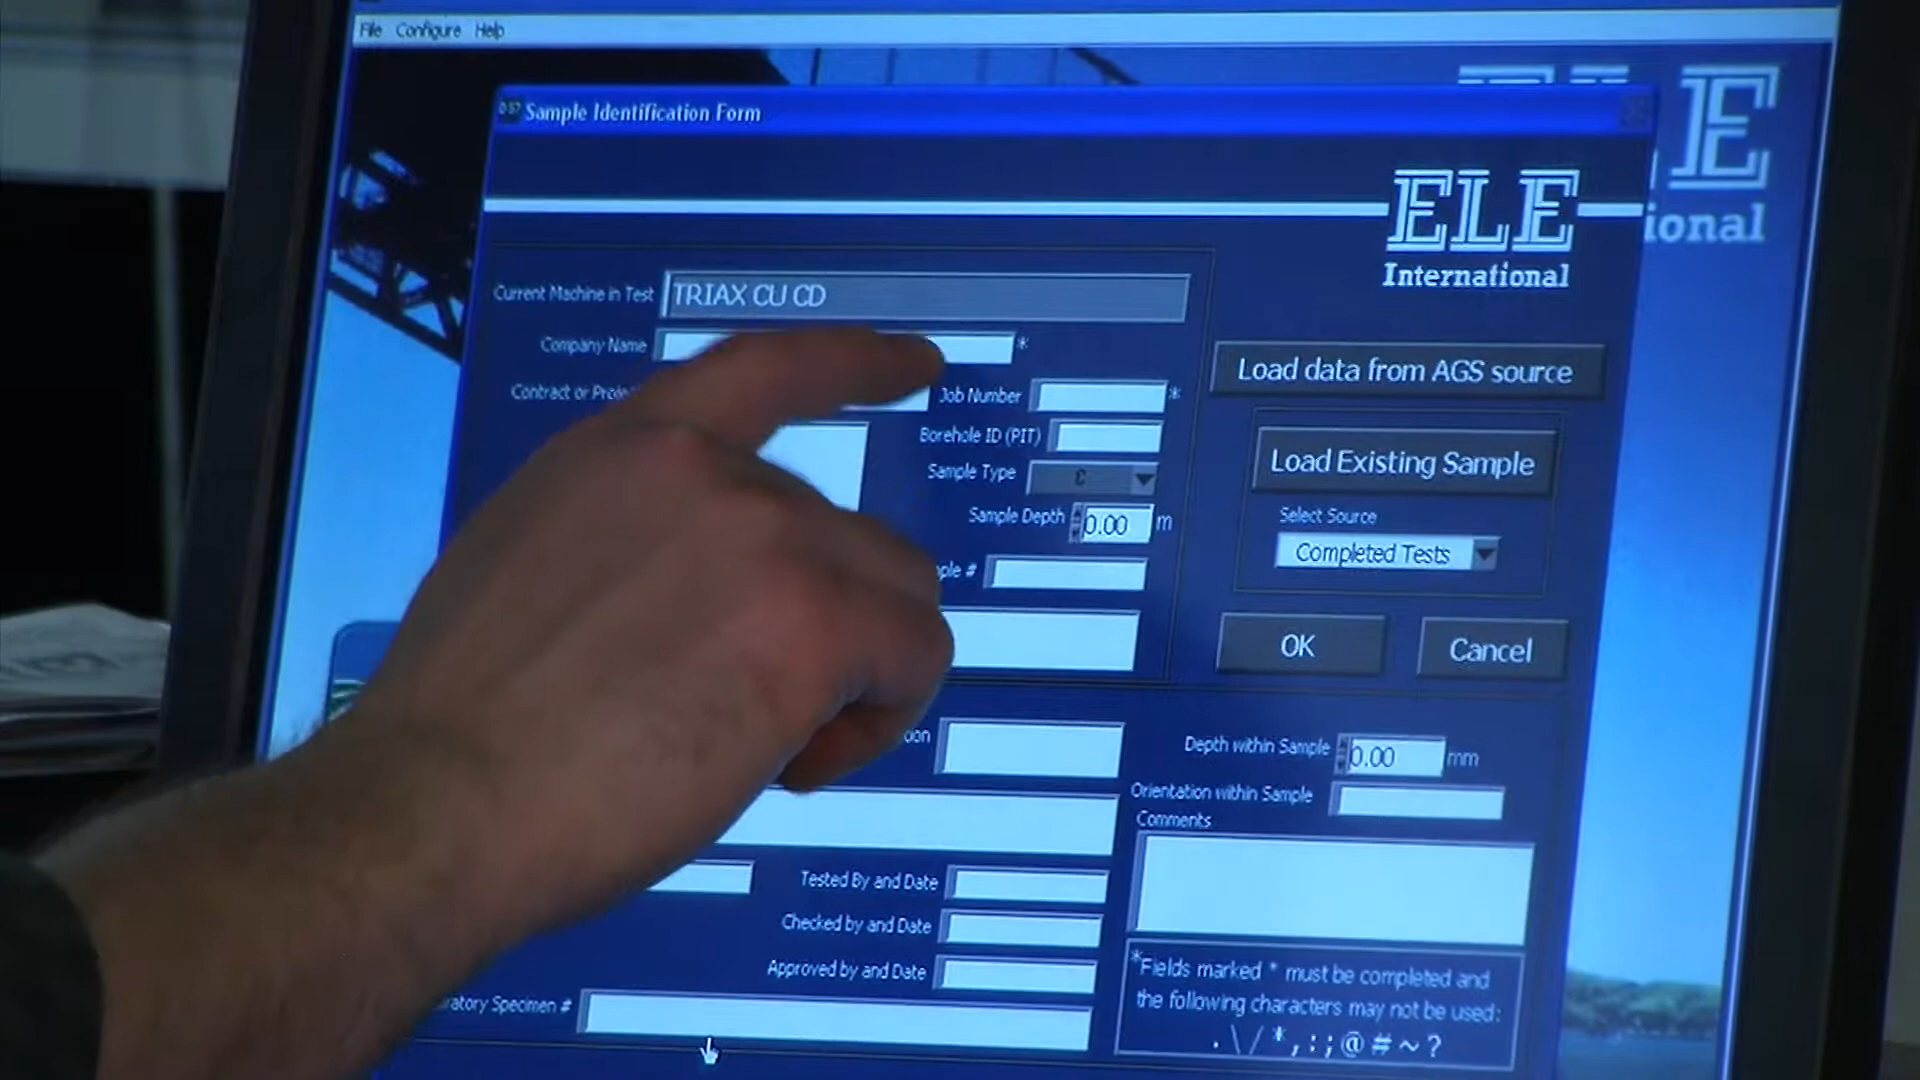 File Configure Help
Sample Identification Form
E
ional
ELE
International
Current Machine in Test TRIAX CU CD
Company Name *
Load data from AGS source
Contract or Job Number *
Borehole ID (PIT)
Load Existing Sample
Sample Type C
Select Source
Sample Depth 0.00 m
Completed Tests
#
OK Cancel
Depth within Sample 0.00 mm
Orientation within Sample
Comments
Tested By and Date
Checked by and Date
Approved by and Date
*Fields marked * must be completed and
the following characters may not be used:
. \ / * , : ; @ # ~ ?
Specimen #